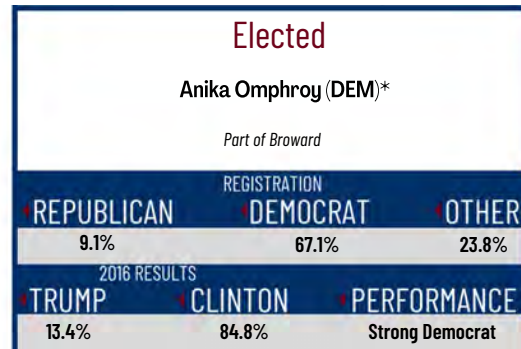 Elected
Anika Omphroy (DEM)*
Part of Broward
REGISTRATION
REPUBLICAN DEMOCRAT OTHER
9.1% 67.1% 23.8%
2016 RESULTS
TRUMP CLINTON PERFORMANCE
13.4% 84.8% Strong Democrat